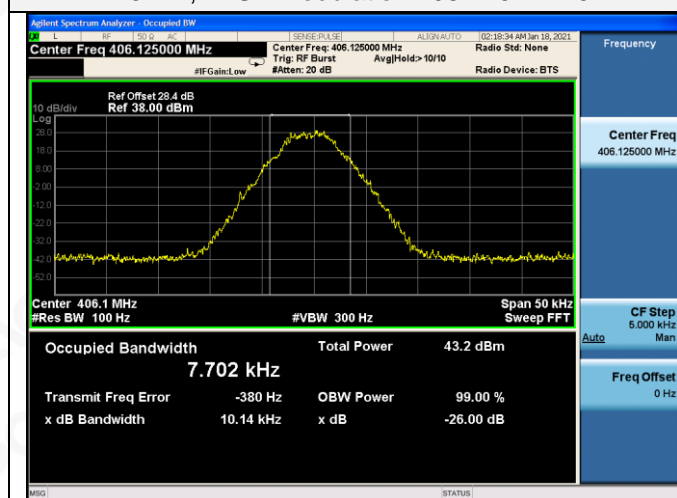 Agilent Spectrum Analyzer - Occupied BW
L RF 50 Ω AC SENSE:PULSE ALIGN AUTO 02:18:34 AM Jan 18, 2021
Center Freq 406.125000 MHz Center Freq: 406.125000 MHz Radio Std: None Frequency
Trig: RF Burst Avg|Hold:> 10/10
#IFGain:Low #Atten: 20 dB Radio Device: BTS
Ref Offset 28.4 dB
10 dB/div Ref 38.00 dBm
Log
28.0
18.0
8.00
-2.00
-12.0
-22.0
-32.0
-42.0
-52.0
Center 406.1 MHz Span 50 kHz
#Res BW 100 Hz #VBW 300 Hz Sweep FFT
Occupied Bandwidth Total Power 43.2 dBm
7.702 kHz
Transmit Freq Error -380 Hz OBW Power 99.00 %
x dB Bandwidth 10.14 kHz x dB -26.00 dB
Center Freq
406.125000 MHz
CF Step
5.000 kHz
Auto Man
Freq Offset
0 Hz
MSG STATUS